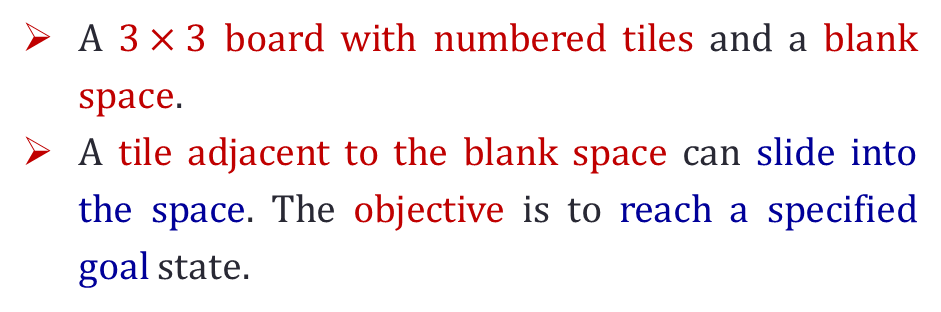 ➢ A 3 × 3 board with numbered tiles and a blank
space.
➢ A tile adjacent to the blank space can slide into
the space. The objective is to reach a specified
goal state.